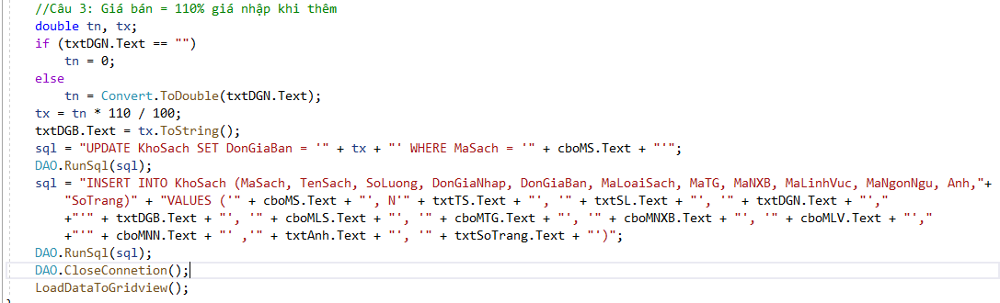 //Câu 3: Giá bán = 110% giá nhập khi thêm
double tn, tx;
if (txtDGN.Text == "")
tn = 0;
else
tn = Convert.ToDouble(txtDGN.Text);
tx = tn * 110 / 100;
txtDGB.Text = tx.ToString();
sql = "UPDATE KhoSach SET DonGiaBan = '" + tx + "' WHERE MaSach = '" + cboMS.Text + "'";
DAO.RunSql(sql);
sql = "INSERT INTO KhoSach (MaSach, TenSach, SoLuong, DonGiaNhap, DonGiaBan, MaLoaiSach, MaTG, MaNXB, MaLinhVuc, MaNgonNgu, Anh,"+
"SoTrang)" + "VALUES ('" + cboMS.Text + "', N'" + txtTS.Text + "', '" + txtSL.Text + "', '" + txtDGN.Text + "',"
+"'" + txtDGB.Text + "', '" + cboMLS.Text + "', '" + cboMTG.Text + "', '" + cboMNXB.Text + "', '" + cboMLV.Text + "',"
+"'" + cboMNN.Text + "' ,'" + txtAnh.Text + "', '" + txtSoTrang.Text + "')";
DAO.RunSql(sql);
DAO.CloseConnetion();
LoadDataToGridview();